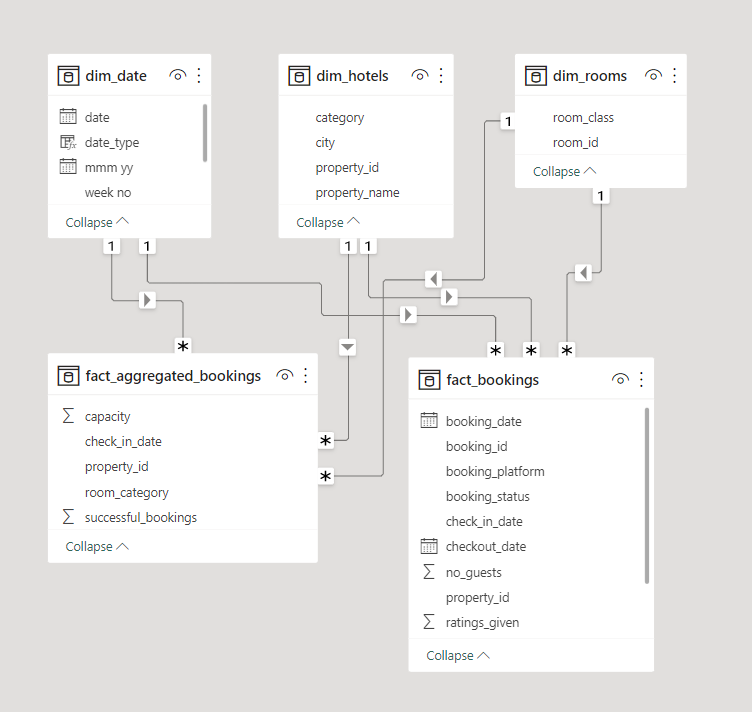 dim_date
date
date_type
mmm yy
week no
Collapse
dim_hotels
category
city
property_id
property_name
Collapse
dim_rooms
room_class
room_id
Collapse
1
1
1
1
1
1
*
*
*
*
*
*
fact_aggregated_bookings
capacity
check_in_date
property_id
room_category
successful_bookings
Collapse
fact_bookings
booking_date
booking_id
booking_platform
booking_status
check_in_date
checkout_date
no_guests
property_id
ratings_given
Collapse